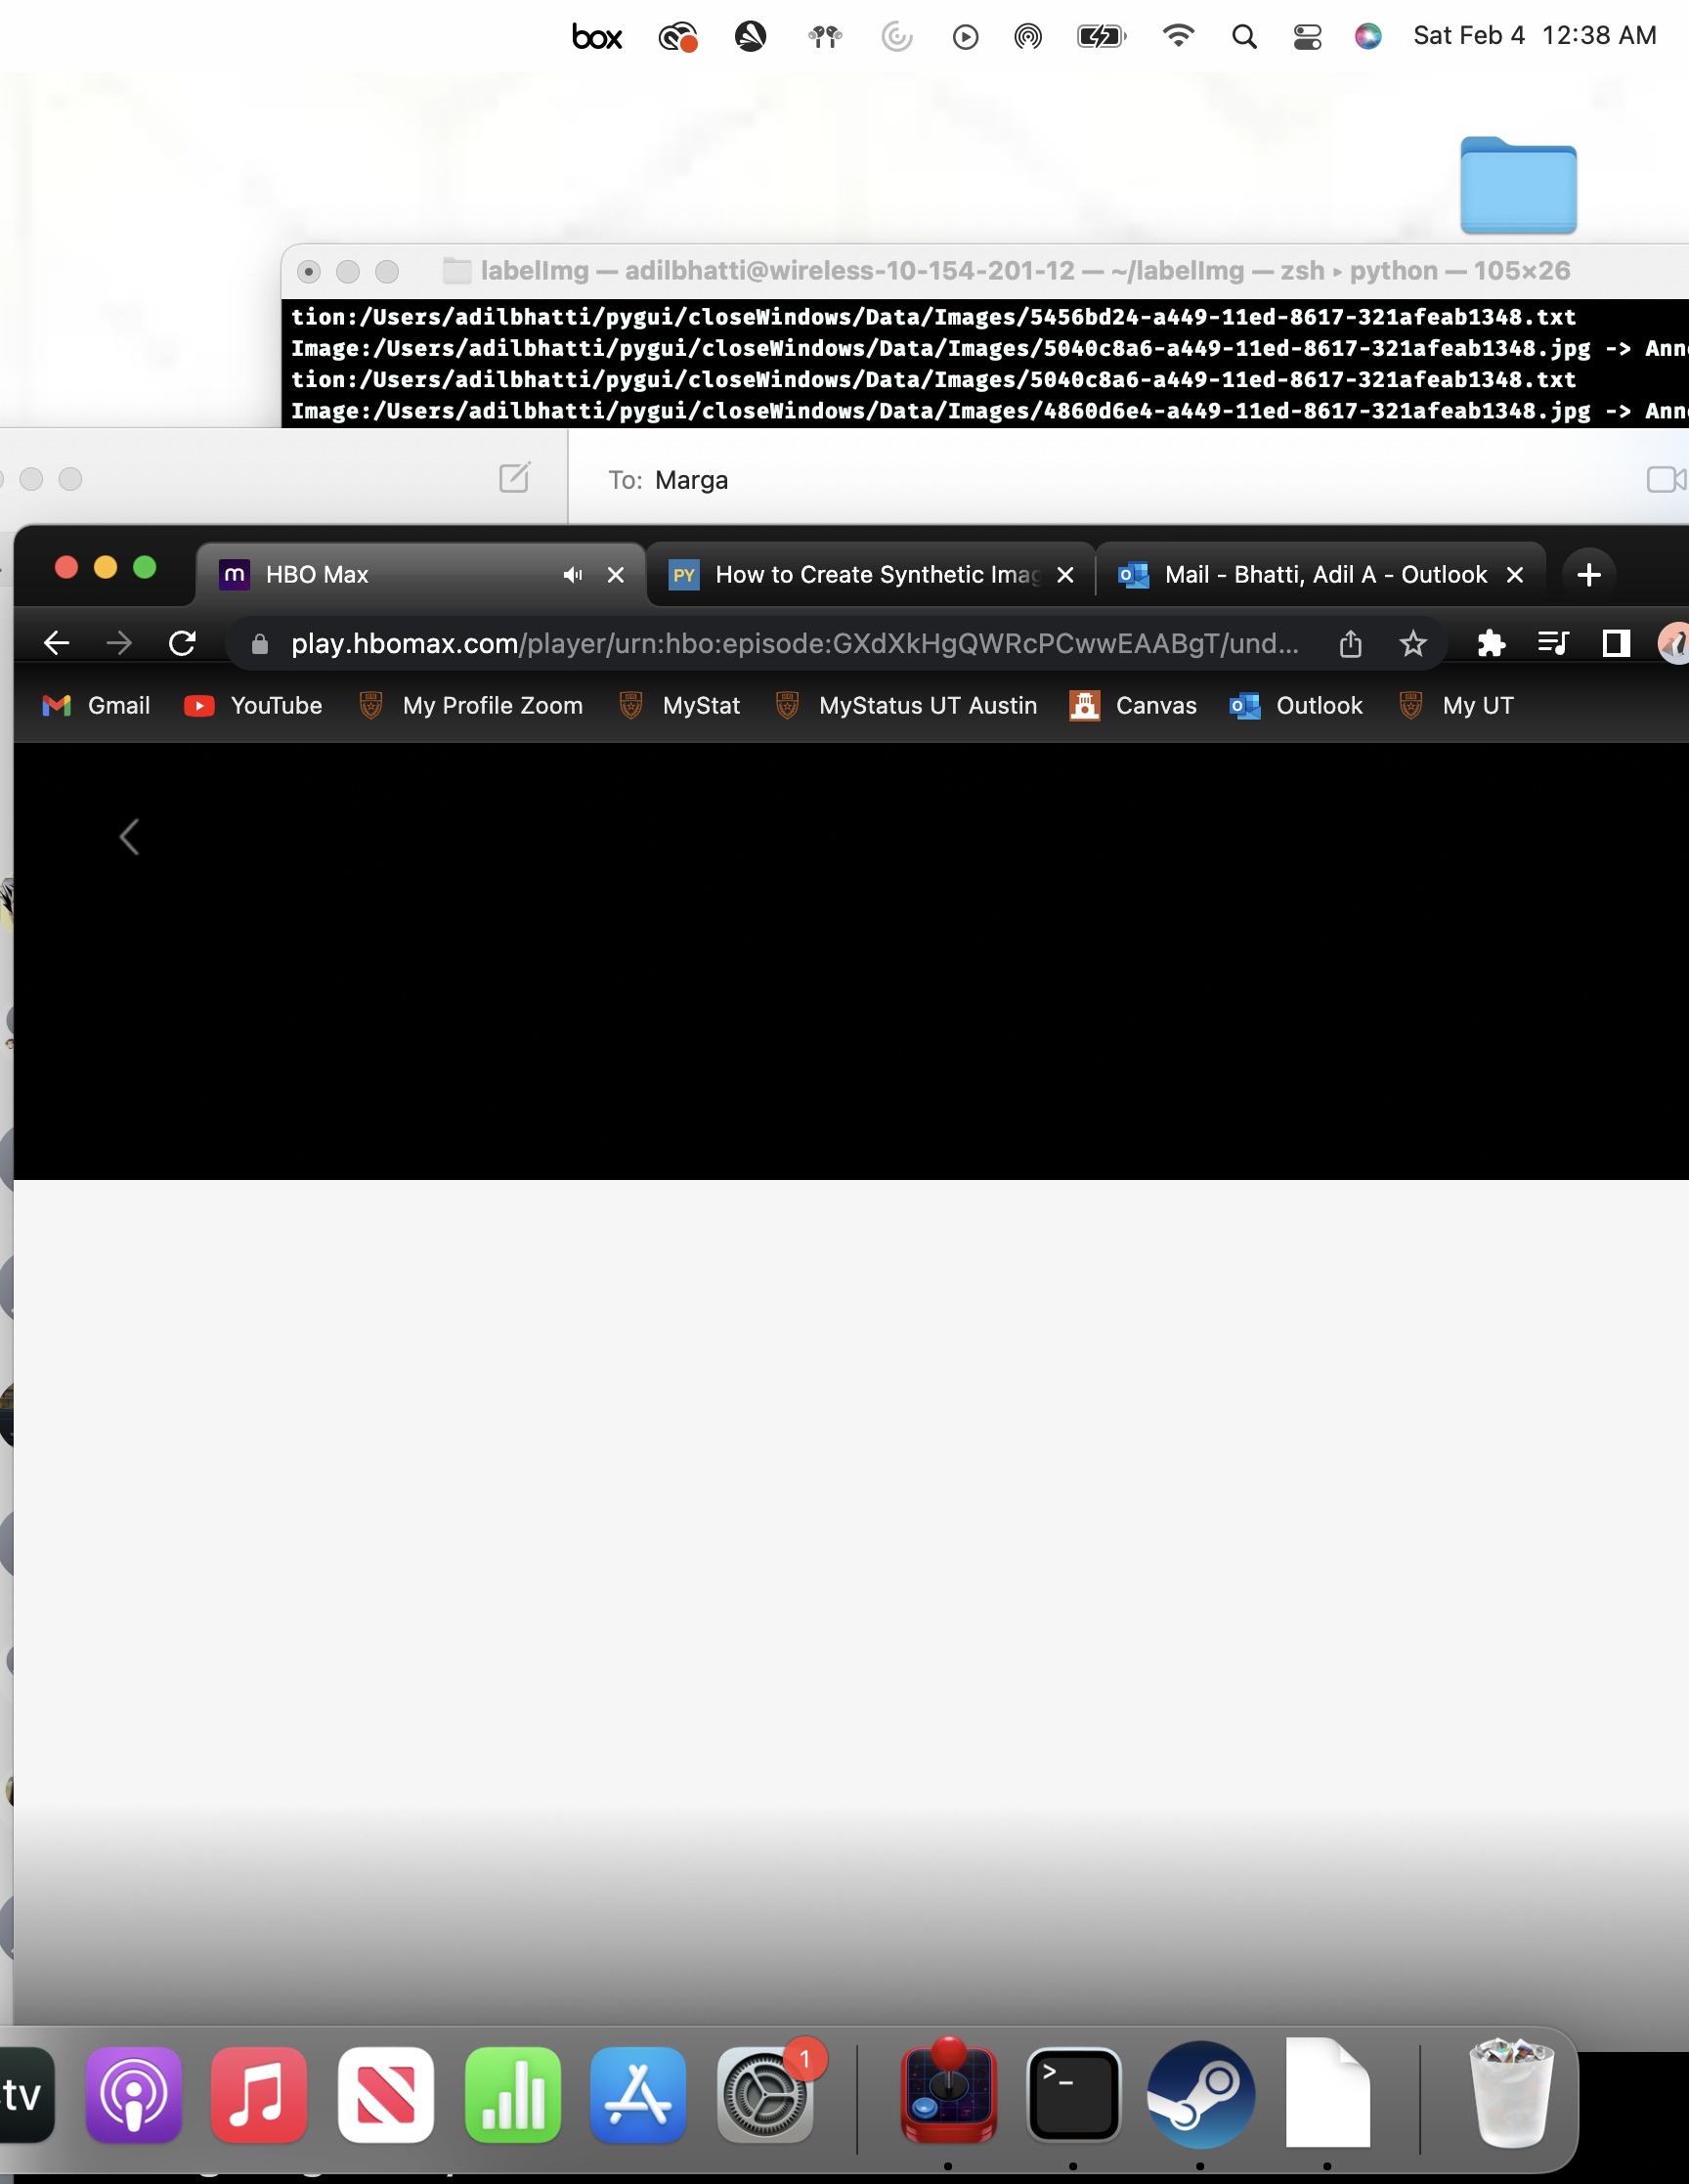 box Sat Feb 4 12:38 AM
labelImg — adilbhatti@wireless-10-154-201-12 — ~/labelImg — zsh ▸ python — 105×26
tion:/Users/adilbhatti/pygui/closeWindows/Data/Images/5456bd24-a449-11ed-8617-321afeab1348.txt
Image:/Users/adilbhatti/pygui/closeWindows/Data/Images/5040c8a6-a449-11ed-8617-321afeab1348.jpg -> Ann
tion:/Users/adilbhatti/pygui/closeWindows/Data/Images/5040c8a6-a449-11ed-8617-321afeab1348.txt
Image:/Users/adilbhatti/pygui/closeWindows/Data/Images/4860d6e4-a449-11ed-8617-321afeab1348.jpg -> Ann
To: Marga
m HBO Max PY How to Create Synthetic Imag Mail - Bhatti, Adil A - Outlook
play.hbomax.com/player/urn:hbo:episode:GXdXkHgQWRcPCwwEAABgT/und...
Gmail YouTube My Profile Zoom MyStat MyStatus UT Austin Canvas Outlook My UT
tv 1 >_